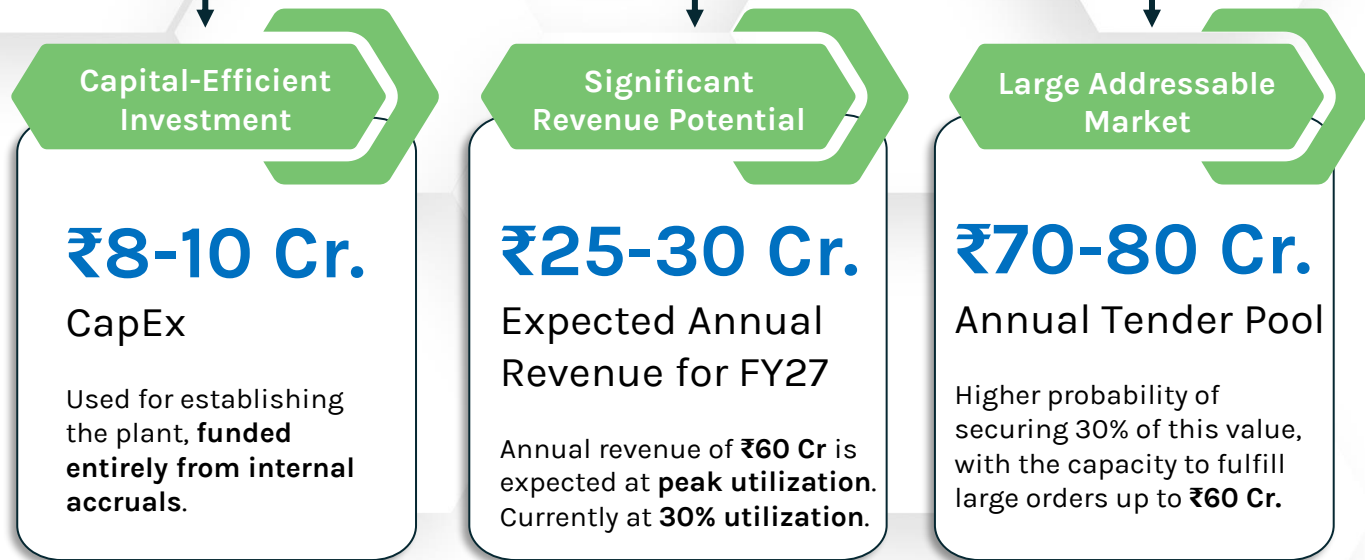 Capital-Efficient
Investment
₹8-10 Cr.
CapEx
Used for establishing
the plant, funded
entirely from internal
accruals.
Significant
Revenue Potential
₹25-30 Cr.
Expected Annual
Revenue for FY27
Annual revenue of ₹60 Cr is
expected at peak utilization.
Currently at 30% utilization.
Large Addressable
Market
₹70-80 Cr.
Annual Tender Pool
Higher probability of
securing 30% of this value,
with the capacity to fulfill
large orders up to ₹60 Cr.